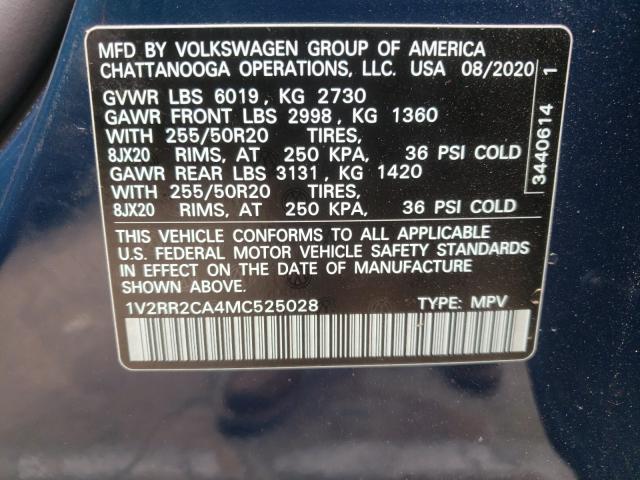 MFD BY VOLKSWAGEN GROUP OF AMERICA
CHATTANOOGA OPERATIONS, LLC. USA 08/2020
GVWR LBS 6019, KG 2730
GAWR FRONT LBS 2998, KG 1360
WITH 255/50R20 TIRES,
8JX20 RIMS, AT 250 KPA, 36 PSI COLD
GAWR REAR LBS 3131, KG 1420
WITH 255/50R20 TIRES,
8JX20 RIMS, AT 250 KPA, 36 PSI COLD
THIS VEHICLE CONFORMS TO ALL APPLICABLE
U.S. FEDERAL MOTOR VEHICLE SAFETY STANDARDS
IN EFFECT ON THE DATE OF MANUFACTURE
SHOWN ABOVE.
1V2RR2CA4MC525028 TYPE: MPV
3440614 1